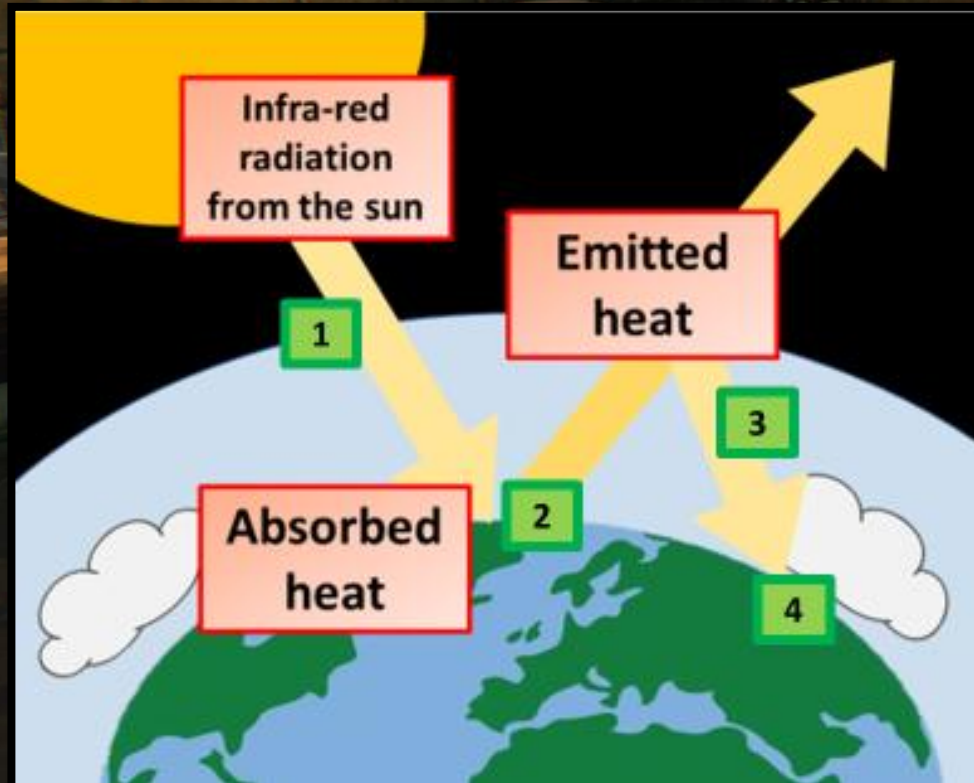 Infra-red
radiation
from the sun
Emitted
heat
1
3
Absorbed
heat
2
4